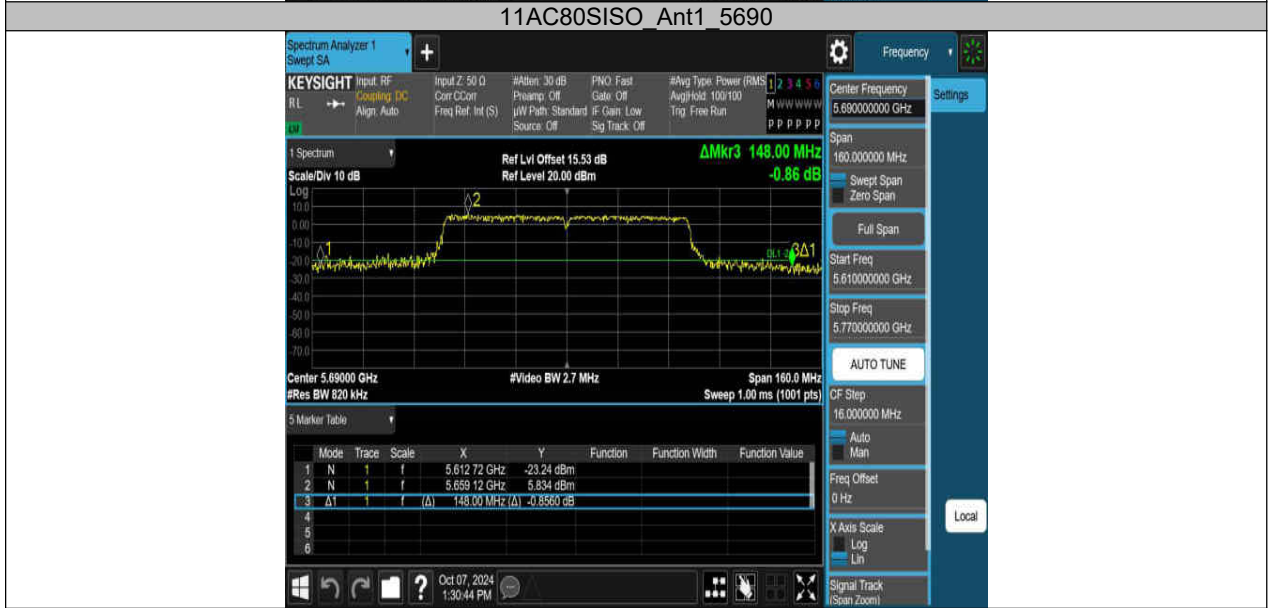 11AC80SISO_Ant1_5690
Spectrum Analyzer 1
Swept SA
+
Frequency
KEYSIGHT Input: RF Input Z: 50 Ω #Atten: 30 dB PNO: Fast #Avg Type: Power (RMS 1 2 3 4 5 6
RL Coupling: DC Corr CCorr Preamp: Off Gate: Off Avg|Hold: 100/100 M W W W W W
Align: Auto Freq Ref: Int (S) µW Path: Standard IF Gain: Low Trig: Free Run
Source: Off Sig Track: Off P P P P P P
Center Frequency
5.690000000 GHz
Settings
1 Spectrum
Ref Lvl Offset 15.53 dB
ΔMkr3 148.00 MHz
Scale/Div 10 dB
Ref Level 20.00 dBm
-0.86 dB
Log
10.0
0.00
-10.0
-20.0
-30.0
-40.0
-50.0
-60.0
-70.0
1
2
3Δ1
Center 5.69000 GHz
#Video BW 2.7 MHz
Span 160.0 MHz
#Res BW 820 kHz
Sweep 1.00 ms (1001 pts)
Span
160.000000 MHz
Swept Span
Zero Span
Full Span
Start Freq
5.610000000 GHz
Stop Freq
5.770000000 GHz
AUTO TUNE
CF Step
16.000000 MHz
Auto
Man
Freq Offset
0 Hz
X Axis Scale
Log
Lin
Signal Track
(Span Zoom)
Local
5 Marker Table
Mode Trace Scale X Y Function Function Width Function Value
1 N 1 f 5.612 72 GHz -23.24 dBm
2 N 1 f 5.659 12 GHz 5.834 dBm
3 Δ1 1 f (Δ) 148.00 MHz (Δ) -0.8560 dB
4
5
6
?
Oct 07, 2024
1:30:44 PM